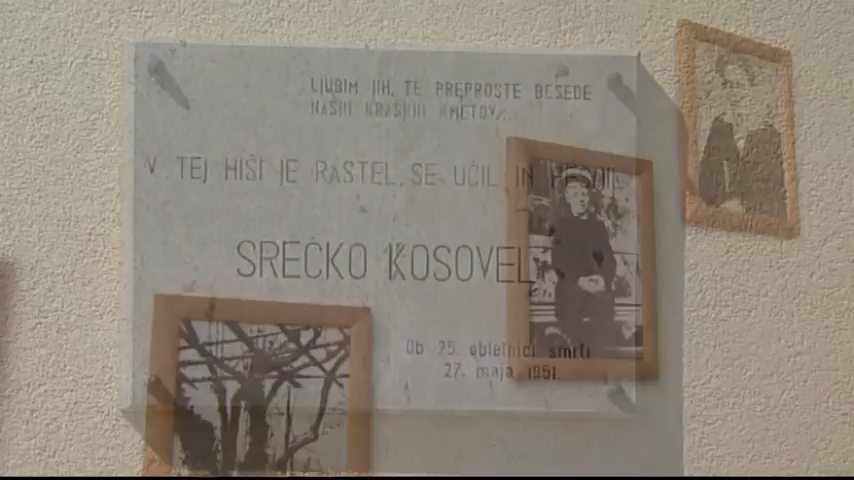 LJUBIM JIH, TE PREPROSTE BESEDE
NAŠIH KRAŠKIH KMETOV...
V TEJ HIŠI JE RASTEL, SE UČIL IN PESNIL
SREČKO KOSOVEL
Ob 25. obletnici smrti
27. maja 1951.